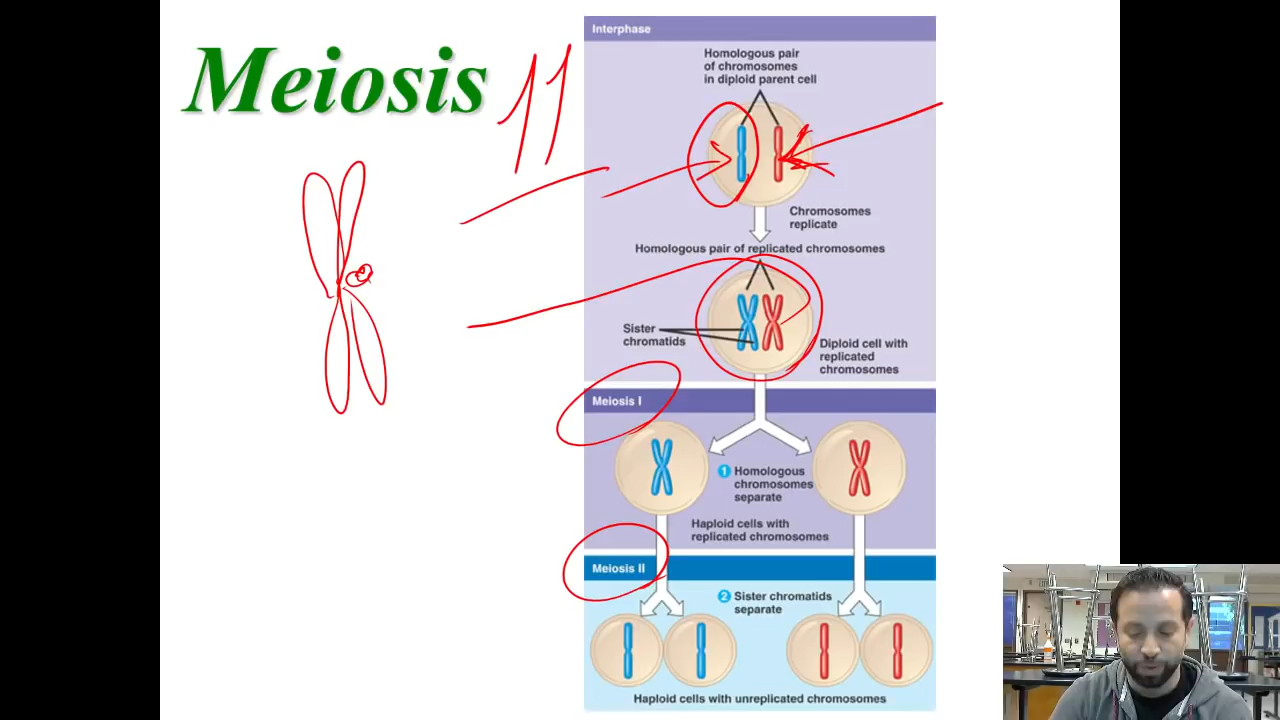 Meiosis
Interphase
Homologous pair
of chromosomes
in diploid parent cell
Chromosomes
replicate
Homologous pair of replicated chromosomes
Sister
chromatids
Diploid cell with
replicated
chromosomes
Meiosis I
1 Homologous
chromosomes
separate
Haploid cells with
replicated chromosomes
Meiosis II
2 Sister chromatids
separate
Haploid cells with unreplicated chromosomes